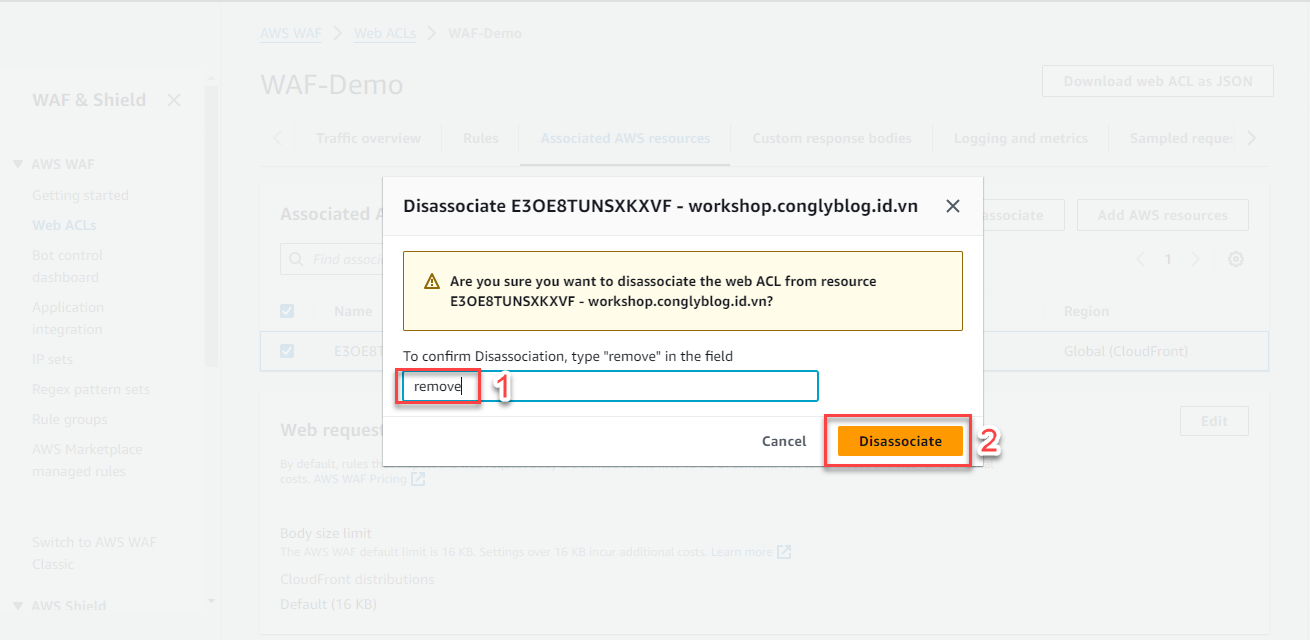 AWS WAF > Web ACLs > WAF-Demo
WAF-Demo
Download web ACL as JSON
WAF & Shield
Traffic overview
Rules
Associated AWS resources
Custom response bodies
Logging and metrics
Sampled reque
AWS WAF
Getting started
Web ACLs
Bot control
dashboard
Application
integration
IP sets
Regex pattern sets
Rule groups
AWS Marketplace
managed rules
Switch to AWS WAF
Classic
AWS Shield
Associated A
associate
Add AWS resources
Find associ
1
Name
Region
E3OE8T
Global (CloudFront)
Disassociate E3OE8TUNSXKXVF - workshop.conglyblog.id.vn
Are you sure you want to disassociate the web ACL from resource
E3OE8TUNSXKXVF - workshop.conglyblog.id.vn?
To confirm Disassociation, type "remove" in the field
remove
1
Cancel
Disassociate
2
Web request
Edit
By default, rules th
costs. AWS WAF Pricing
Body size limit
The AWS WAF default limit is 16 KB. Settings over 16 KB incur additional costs. Learn more
CloudFront distributions
Default (16 KB)